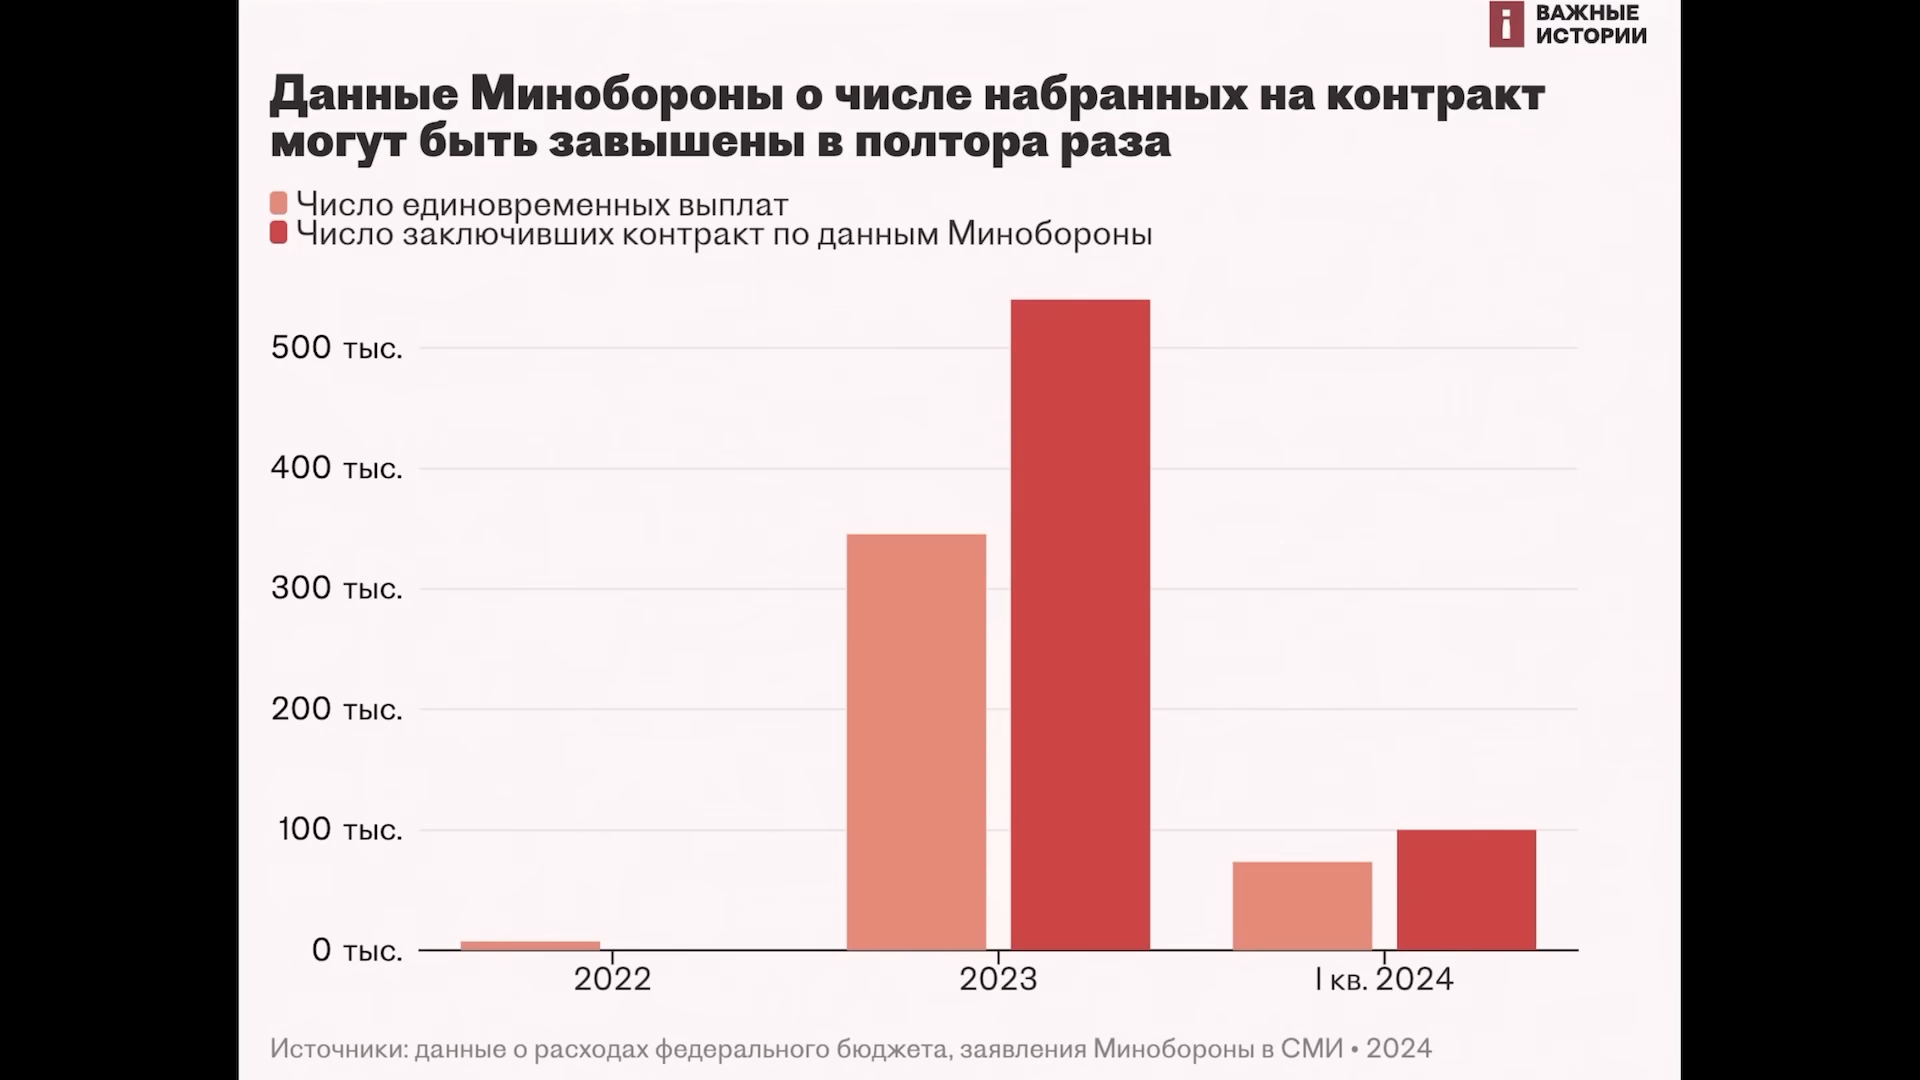 ВАЖНЫЕ
ИСТОРИИ
Данные Минобороны о числе набранных на контракт
могут быть завышены в полтора раза
Число единовременных выплат
Число заключивших контракт по данным Минобороны
500 тыс.
400 тыс.
300 тыс.
200 тыс.
100 тыс.
0 тыс.
2022 2023 I кв. 2024
Источники: данные о расходах федерального бюджета, заявления Минобороны в СМИ • 2024